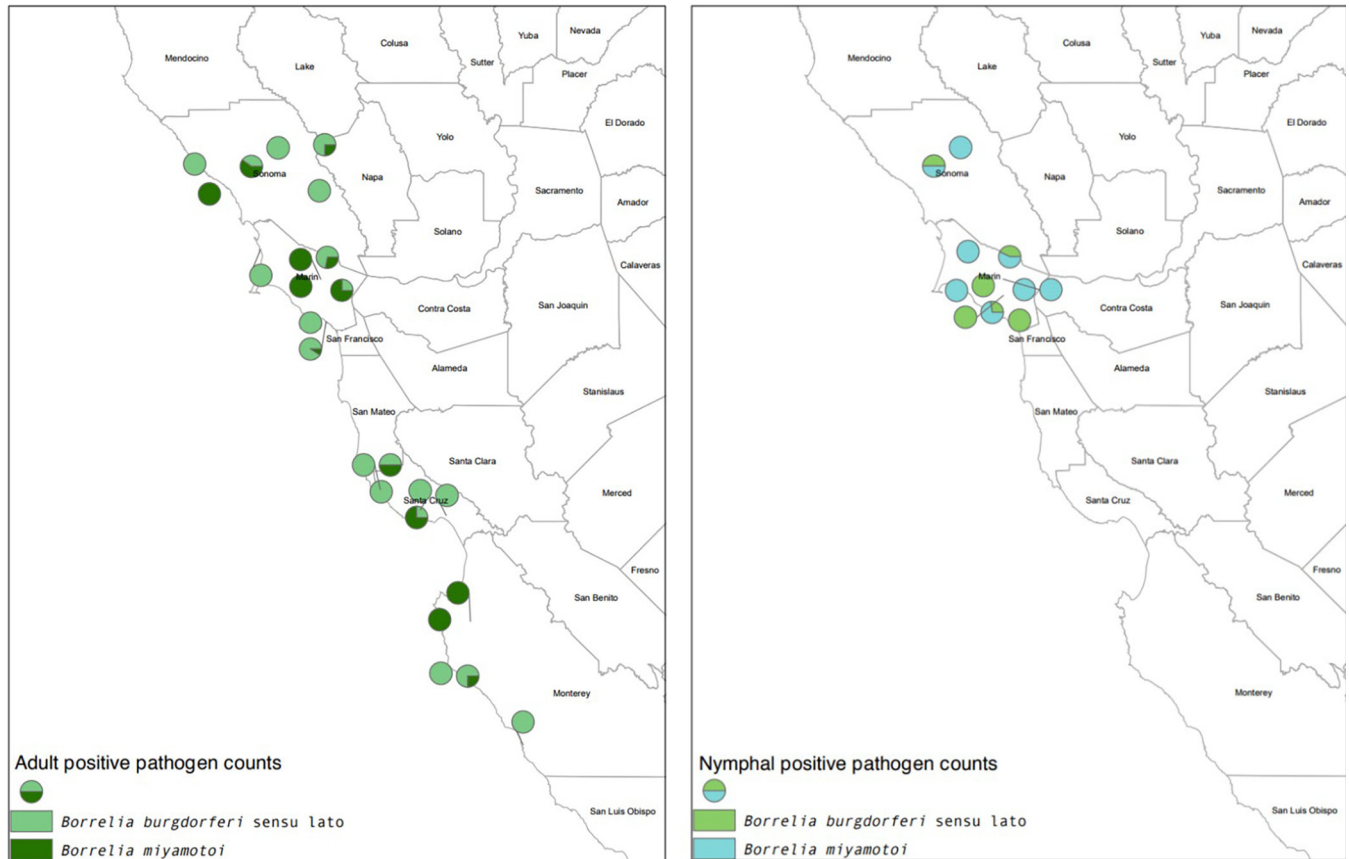 Mendocino
Lake
Colusa
Sutter
Yuba
Nevada
Placer
El Dorado
Yolo
Napa
Sonoma
Sacramento
Amador
Solano
Calaveras
Marin
Contra Costa
San Joaquin
San Francisco
Alameda
Stanislaus
San Mateo
Santa Clara
Santa Cruz
Merced
Fresno
San Benito
Monterey
San Luis Obispo
Adult positive pathogen counts
Borrelia burgdorferi sensu lato
Borrelia miyamotoi
Mendocino
Lake
Colusa
Sutter
Yuba
Nevada
Placer
El Dorado
Yolo
Napa
Sonoma
Sacramento
Amador
Solano
Calaveras
Marin
Contra Costa
San Joaquin
San Francisco
Alameda
Stanislaus
San Mateo
Santa Clara
Santa Cruz
Merced
Fresno
San Benito
Monterey
San Luis Obispo
Nymphal positive pathogen counts
Borrelia burgdorferi sensu lato
Borrelia miyamotoi